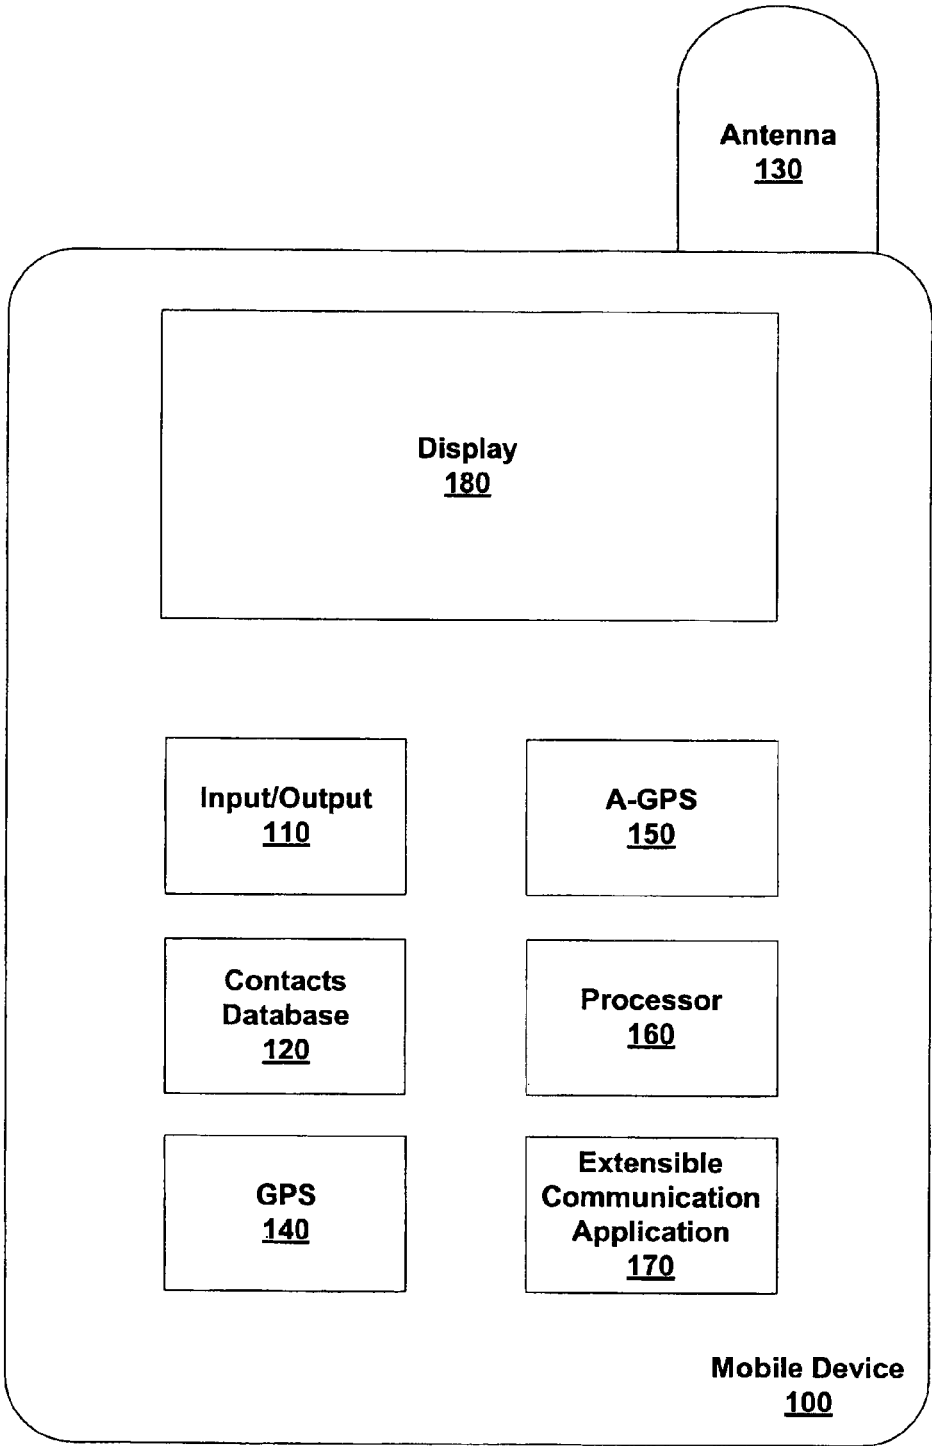 Antenna
130
Display
180
Input/Output
110
A-GPS
150
Contacts
Database
120
Processor
160
GPS
140
Extensible
Communication
Application
170
Mobile Device
100